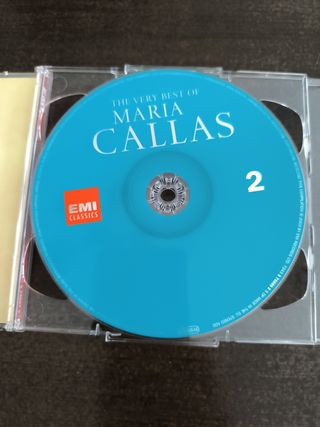 THE VERY BEST OF
MARIA
CALLAS
EMI
CLASSICS
2